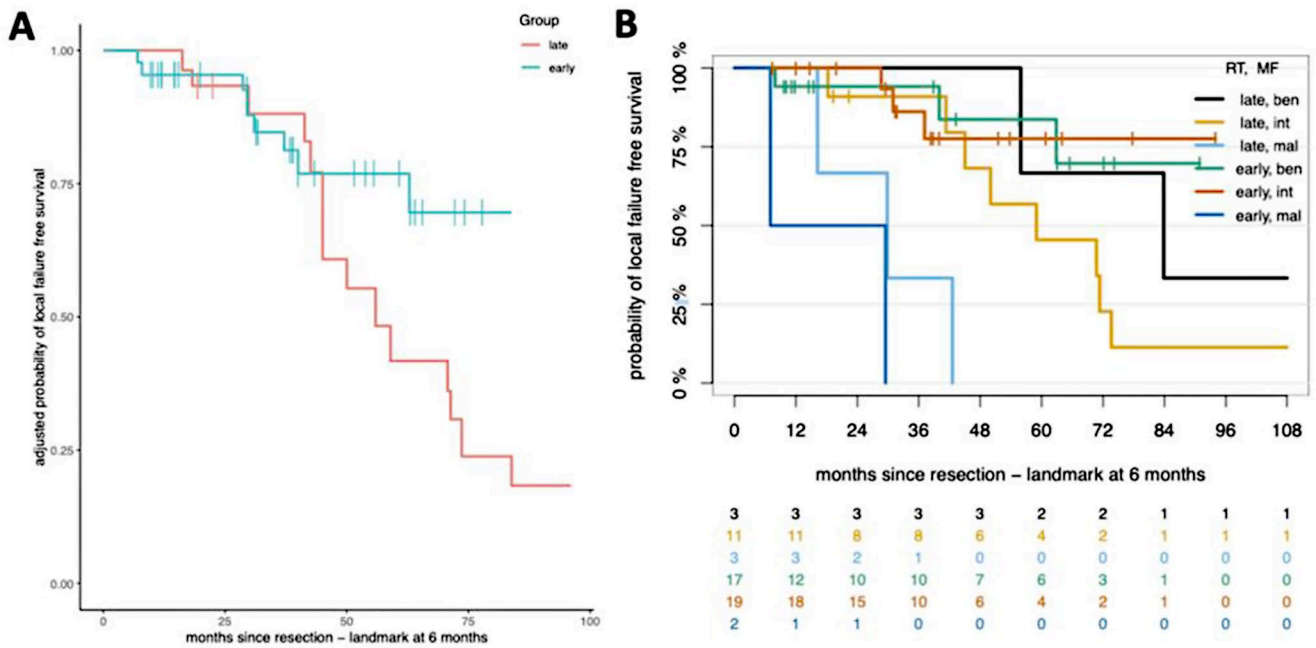 A
Group
late
early
adjusted probability of local failure free survival
1.00
0.75
0.50
0.25
0.00
0 25 50 75 100
months since resection – landmark at 6 months
B
RT, MF
late, ben
late, int
late, mal
early, ben
early, int
early, mal
probability of local failure free survival
100 %
75 %
50 %
25 %
0 %
0 12 24 36 48 60 72 84 96 108
months since resection – landmark at 6 months
3 3 3 3 3 2 2 1 1 1
11 11 8 8 6 4 2 1 1 1
3 3 2 1 0 0 0 0 0 0
17 12 10 10 7 6 3 1 0 0
19 18 15 10 6 4 2 1 0 0
2 1 1 0 0 0 0 0 0 0